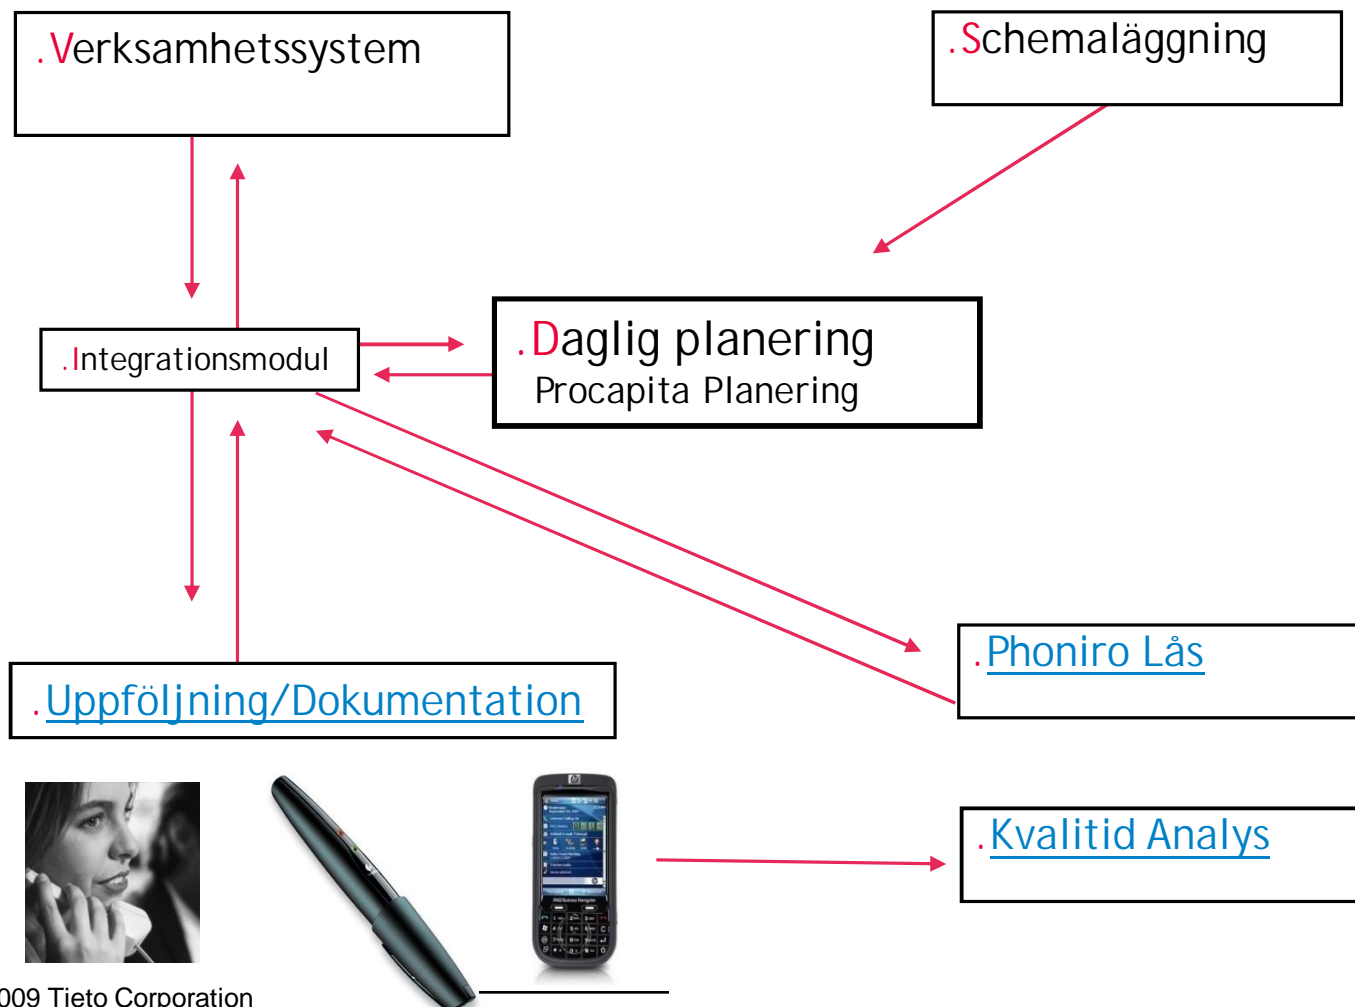 .Verksamhetssystem
.Schemaläggning
.Integrationsmodul
.Daglig planering
Procapita Planering
.Phoniro Lås
.Uppföljning/Dokumentation
.Kvalitid Analys
009 Tieto Corporation